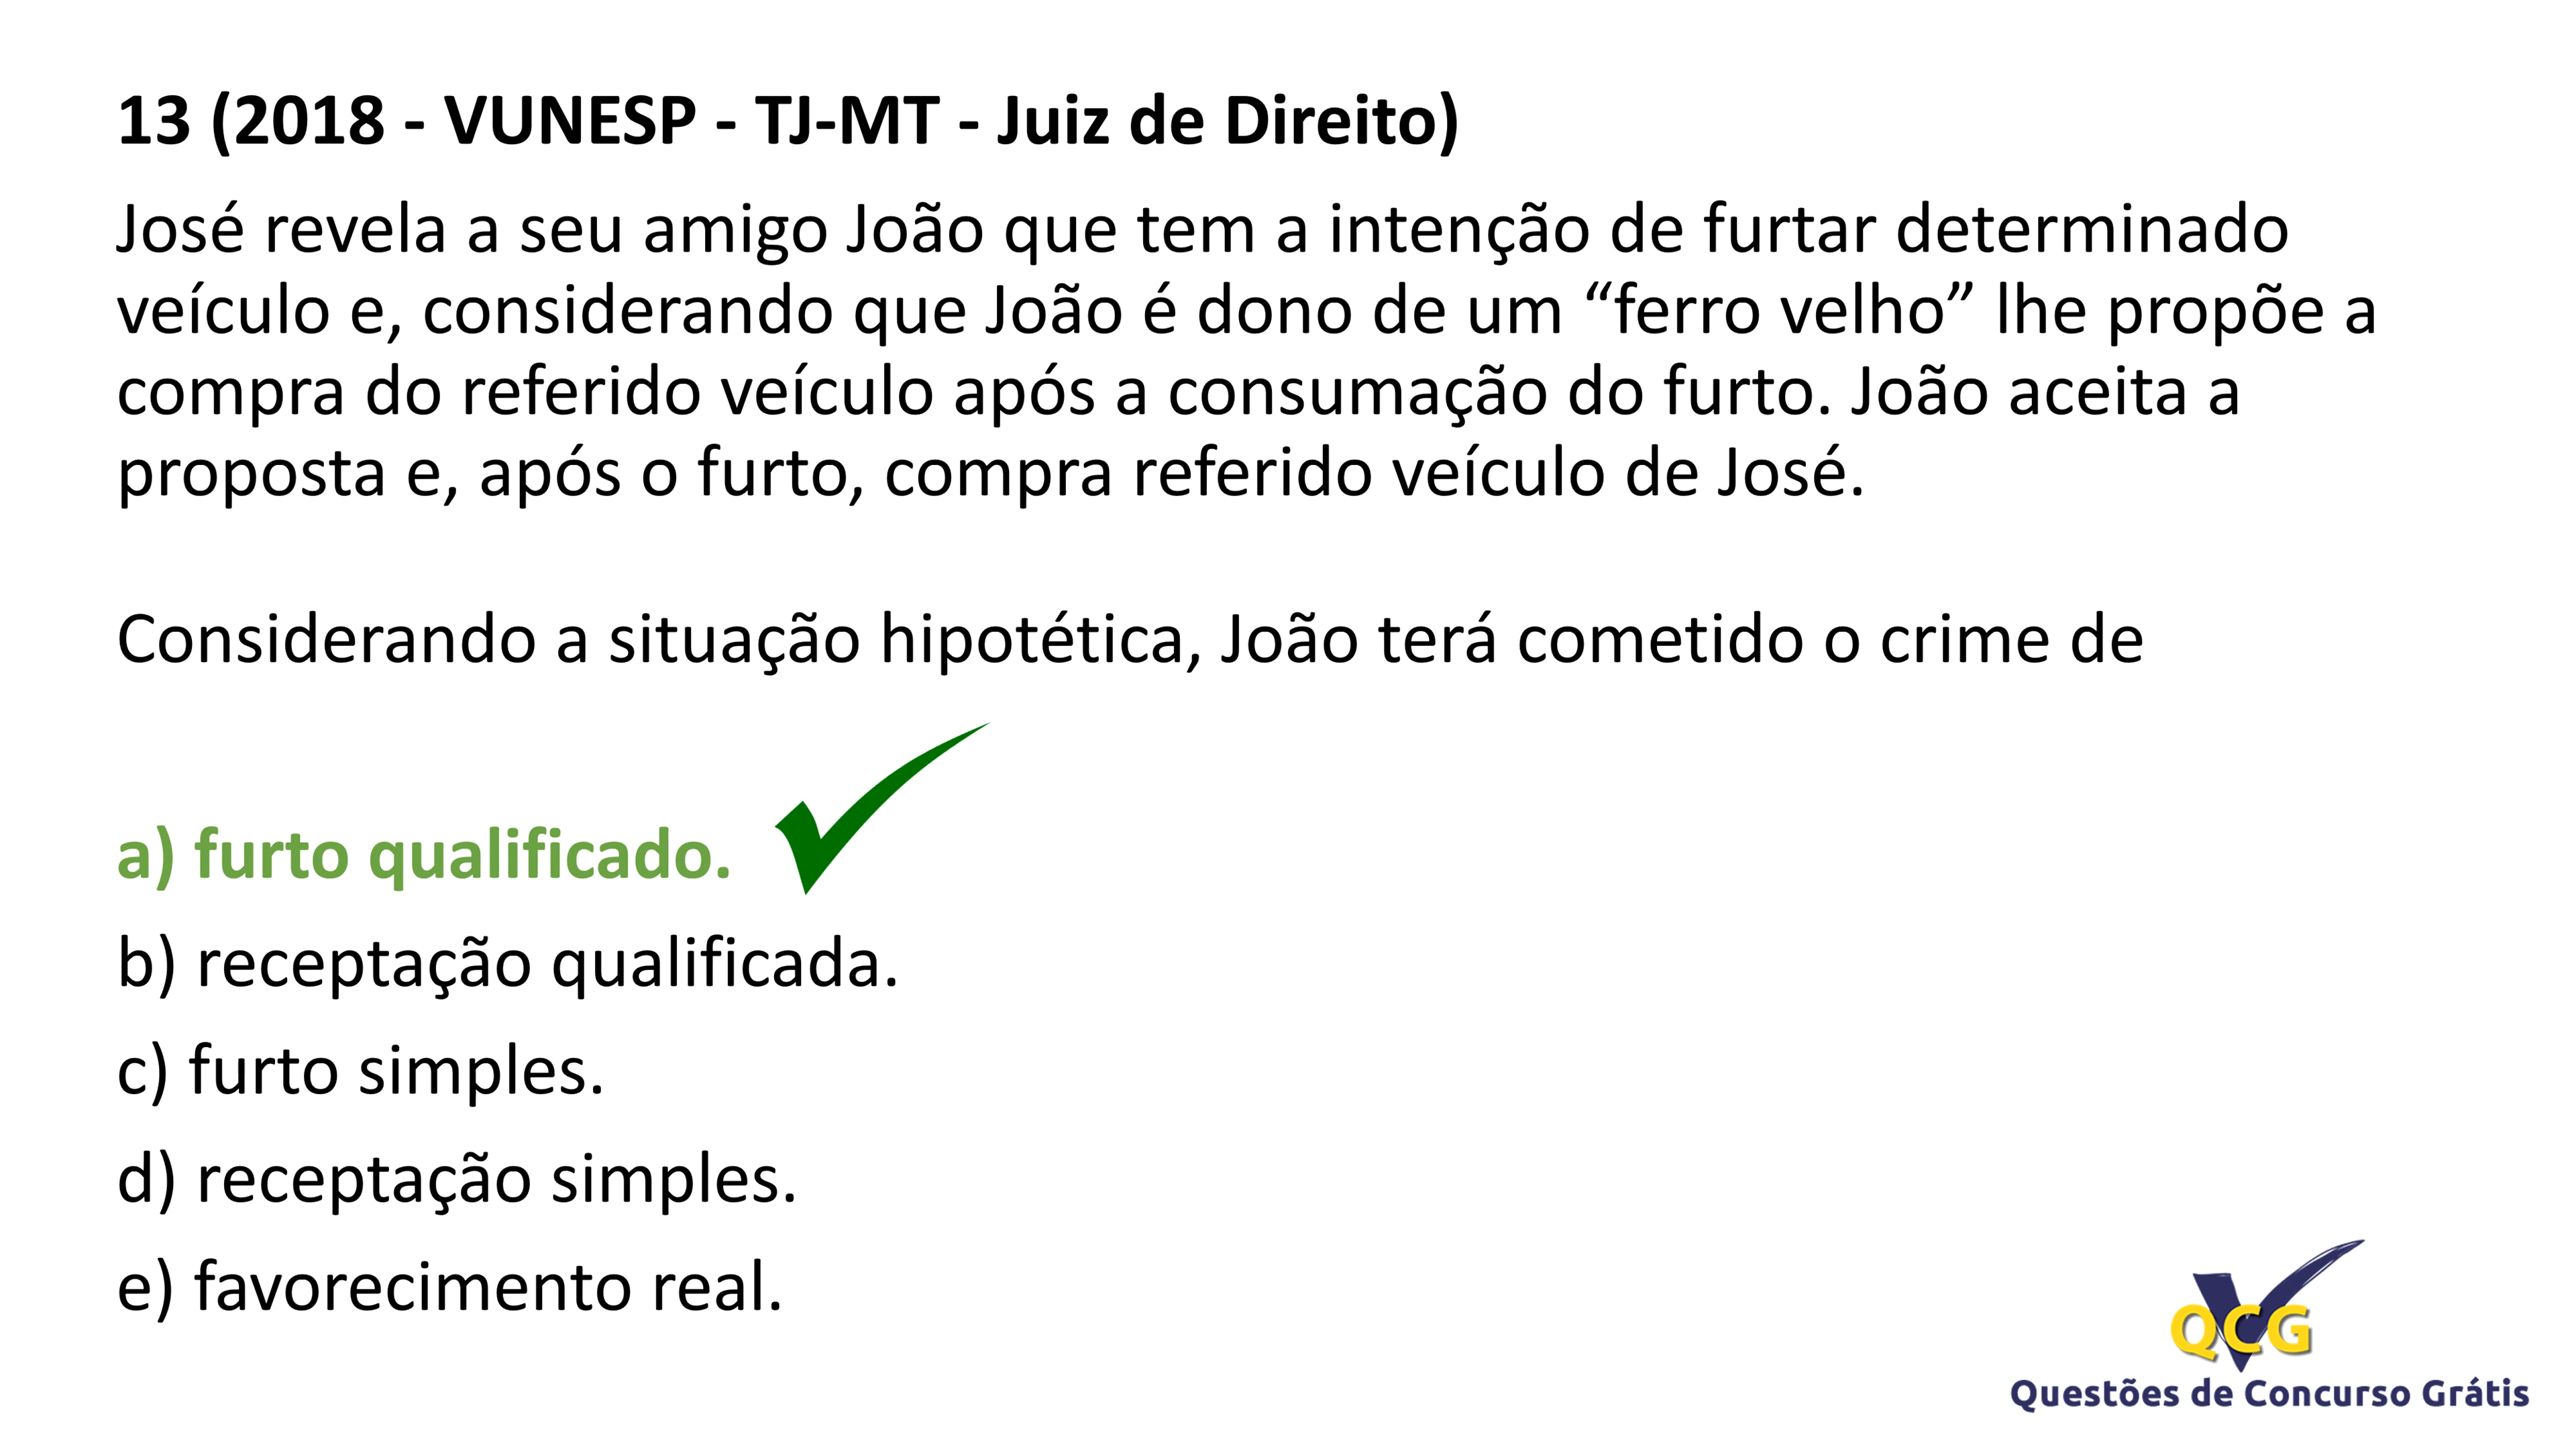 13 (2018 - VUNESP - TJ-MT - Juiz de Direito)
José revela a seu amigo João que tem a intenção de furtar determinado
veículo e, considerando que João é dono de um “ferro velho” lhe propõe a
compra do referido veículo após a consumação do furto. João aceita a
proposta e, após o furto, compra referido veículo de José.
Considerando a situação hipotética, João terá cometido o crime de
a) furto qualificado.
b) receptação qualificada.
c) furto simples.
d) receptação simples.
e) favorecimento real.
QCG
Questões de Concurso Grátis